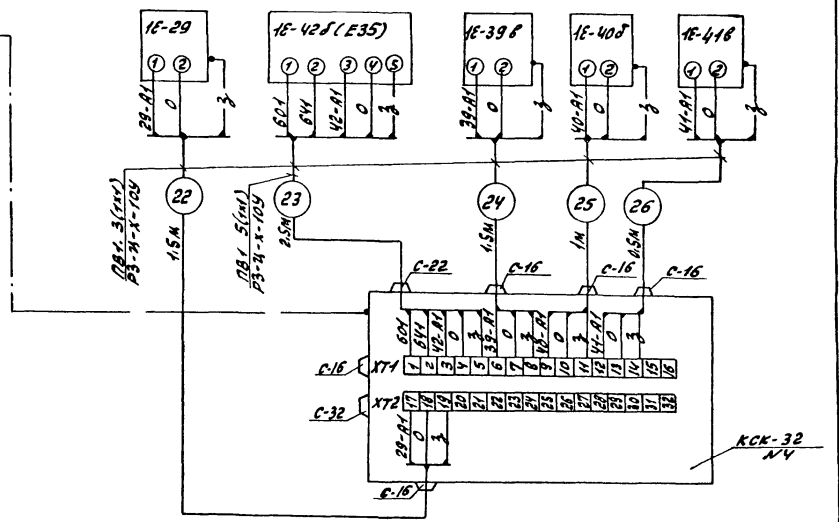 1Е-29
1Е-42б (Е35)
1Е-39в
1Е-40б
1Е-41в
1 2
1 2 3 4 5
1 2
1 2
1 2
29-А1 0 З
601 641 42-А1 0 З
39-А1 0 З
40-А1 0 З
41-А1 0 З
22
23
24
25
26
ПВ1. 3(1х1)
РЗ-Ц-Х-10У
1.5м
ПВ1 5(1х1)
РЗ-Ц-Х-10У
2.5м
1.5м
1м
0.5м
С-22
С-16
С-16
С-16
601 641 42-А1 0 З 39-А1 0 З 40-А1 0 З 41-А1 0 З
С-16
ХТ1 1 2 3 4 5 6 7 8 9 10 11 12 13 14 15 16
С-32
ХТ2 17 18 19 20 21 22 23 24 25 26 27 28 29 30 31 32
29-А1 0 З
С-16
КСК-32
N4